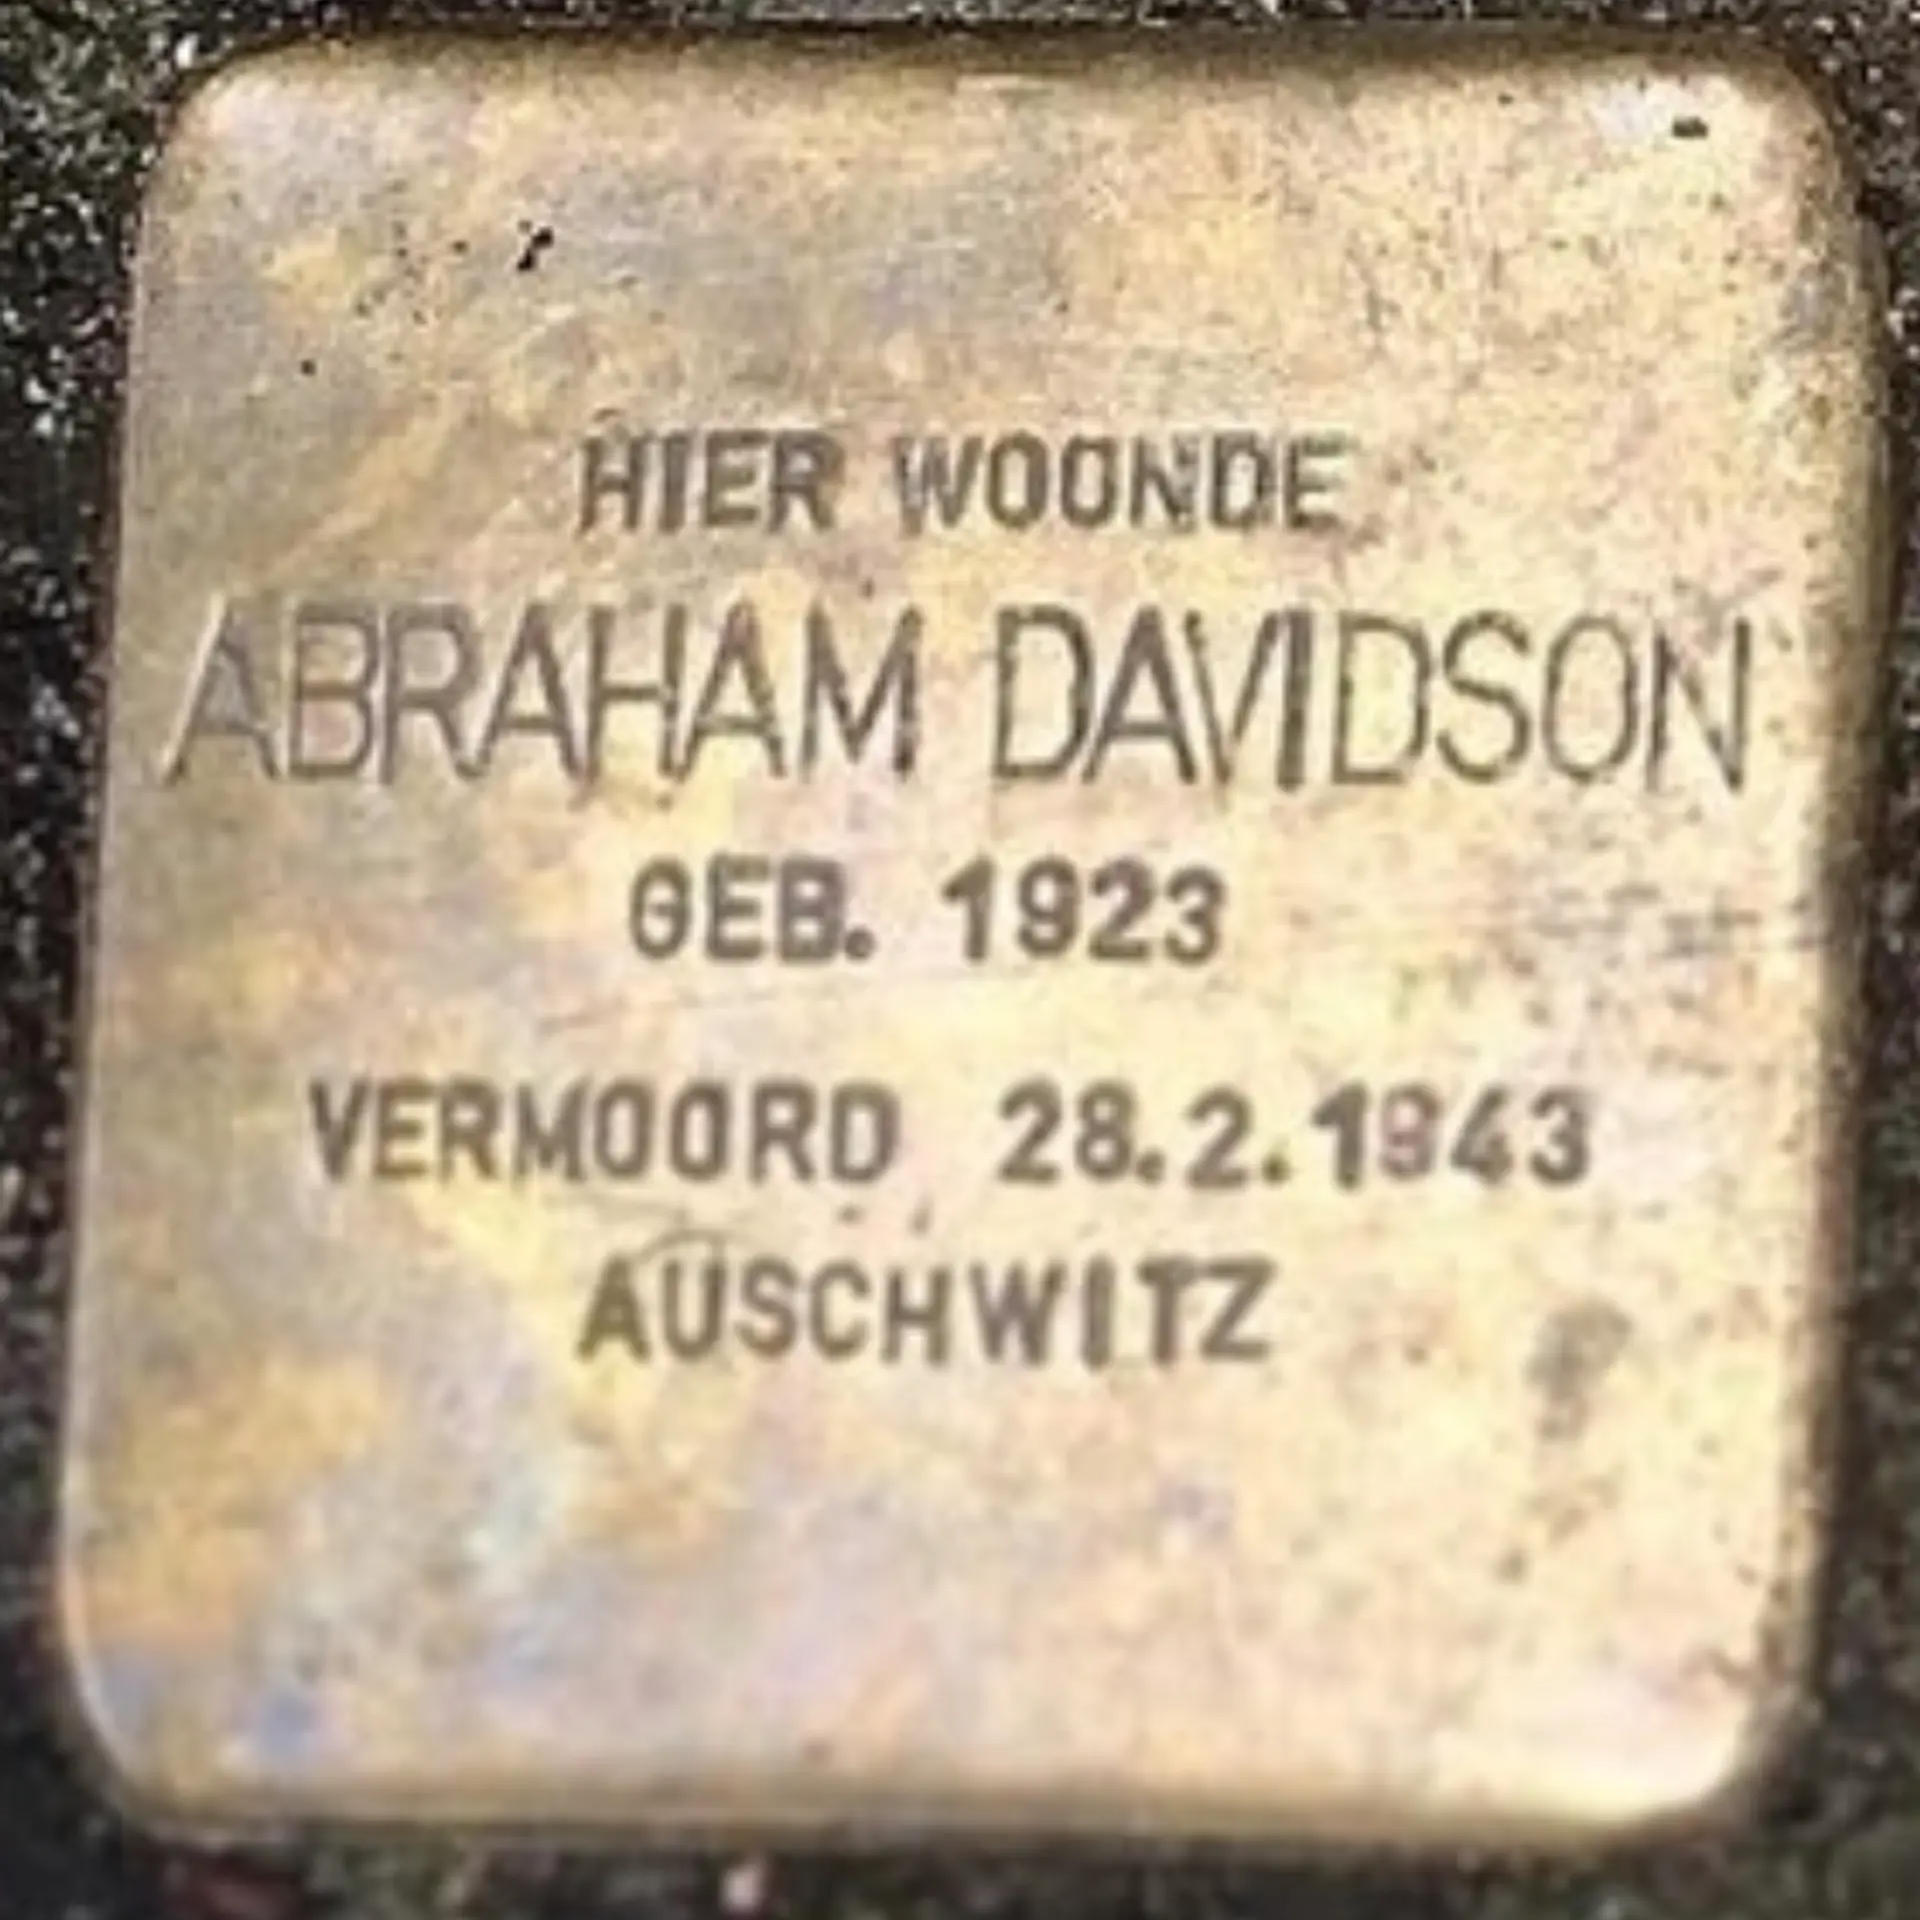 HIER WOONDE
ABRAHAM DAVIDSON
GEB. 1923
VERMOORD 28.2.1943
AUSCHWITZ